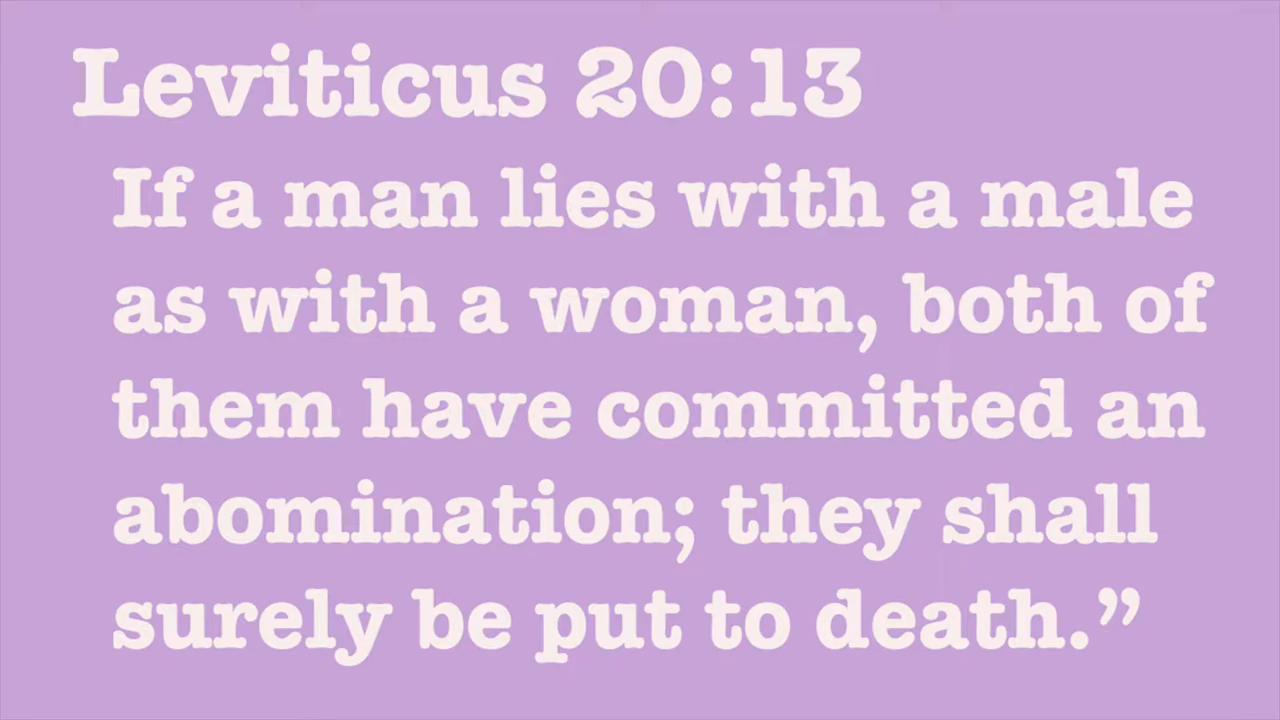 Leviticus 20:13
If a man lies with a male
as with a woman, both of
them have committed an
abomination; they shall
surely be put to death.”